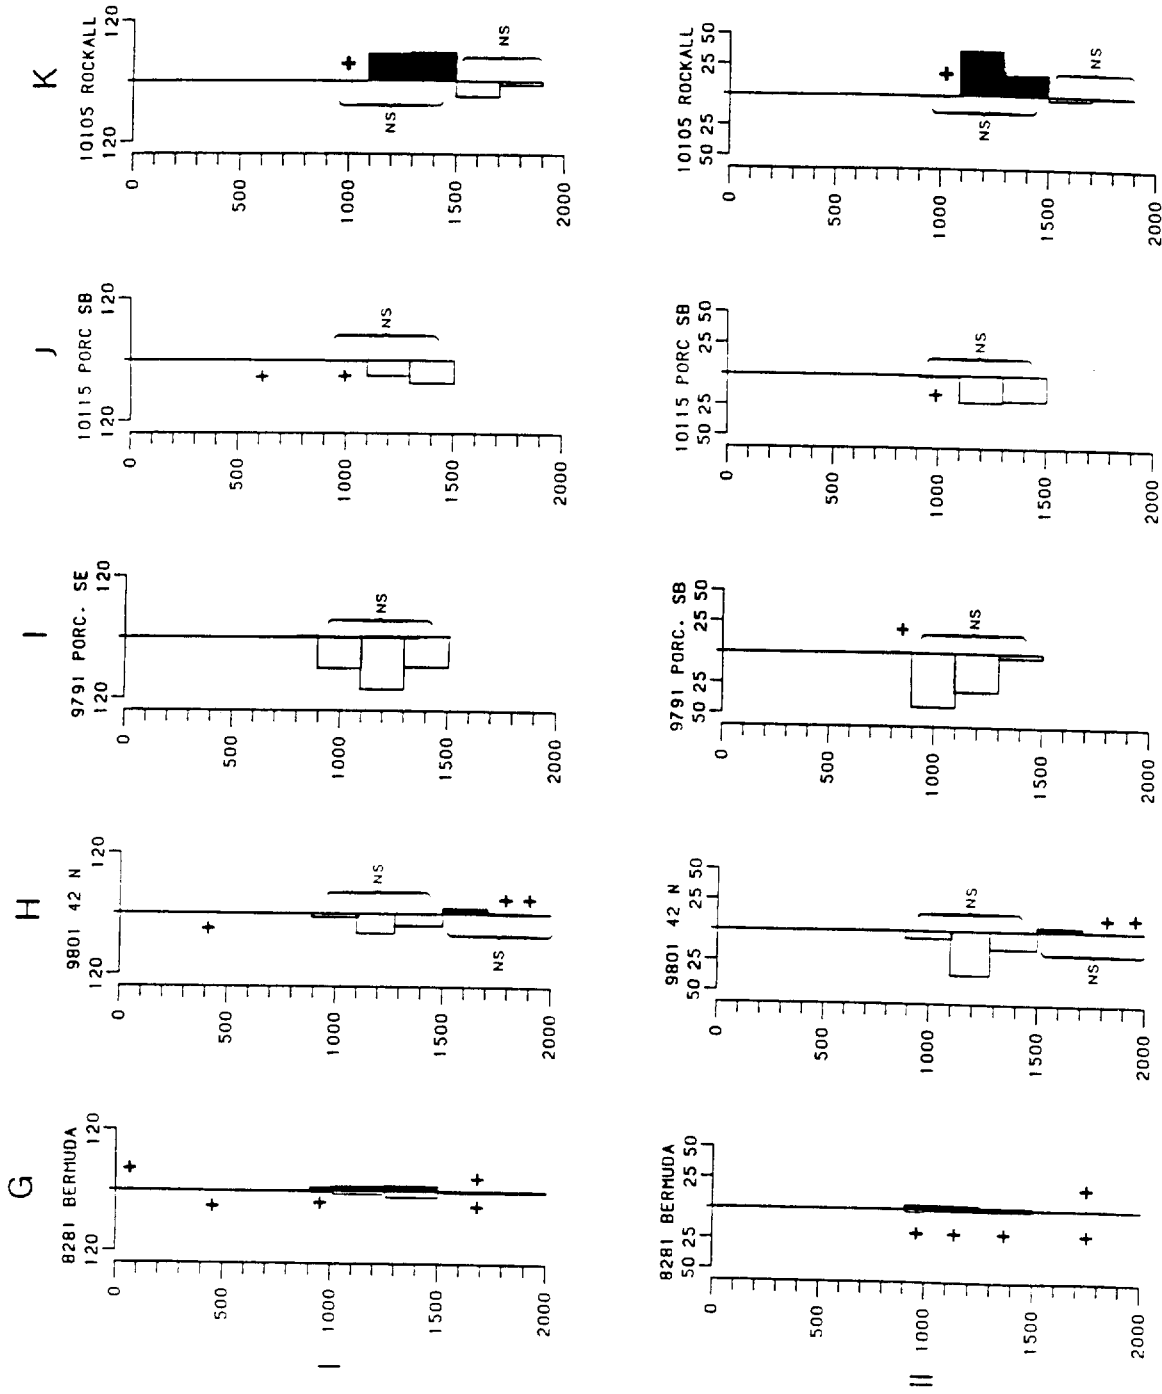 G
H
I
J
K
8281 BERMUDA
9801 42 N
9791 PORC. SE
10115 PORC SB
10105 ROCKALL
120 120
120 120
120 120
120 120
120 120
I
0
500
1000
1500
2000
+
+
+
+
+
0
500
1000
1500
2000
+
NS
NS
+
+
0
500
1000
1500
2000
NS
0
500
1000
1500
2000
+
+
NS
0
500
1000
1500
2000
NS
+
NS
8281 BERMUDA
9801 42 N
9791 PORC. SB
10115 PORC SB
10105 ROCKALL
50 25 25 50
50 25 25 50
50 25 25 50
50 25 25 50
50 25 25 50
II
0
500
1000
1500
2000
+
+
+
+
+
0
500
1000
1500
2000
NS
NS
+
+
0
500
1000
1500
2000
+
NS
0
500
1000
1500
2000
+
NS
0
500
1000
1500
2000
NS
+
NS